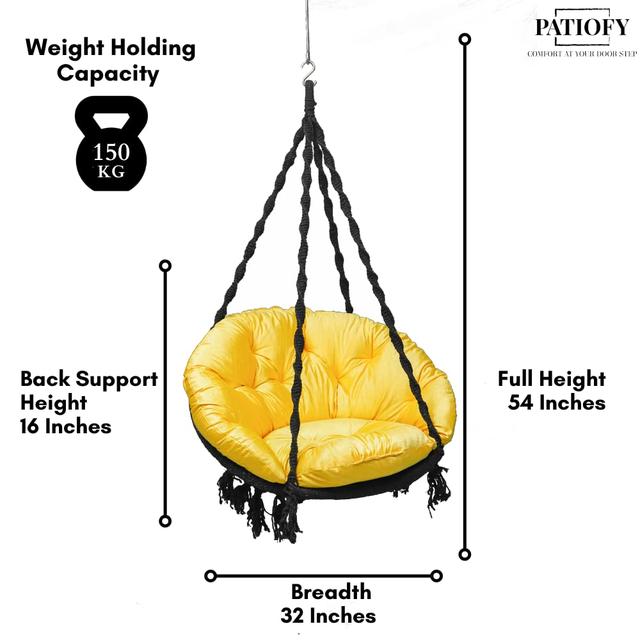 PATIOFY
COMFORT AT YOUR DOOR STEP
Weight Holding
Capacity
150
KG
Back Support
Height
16 Inches
Full Height
54 Inches
Breadth
32 Inches